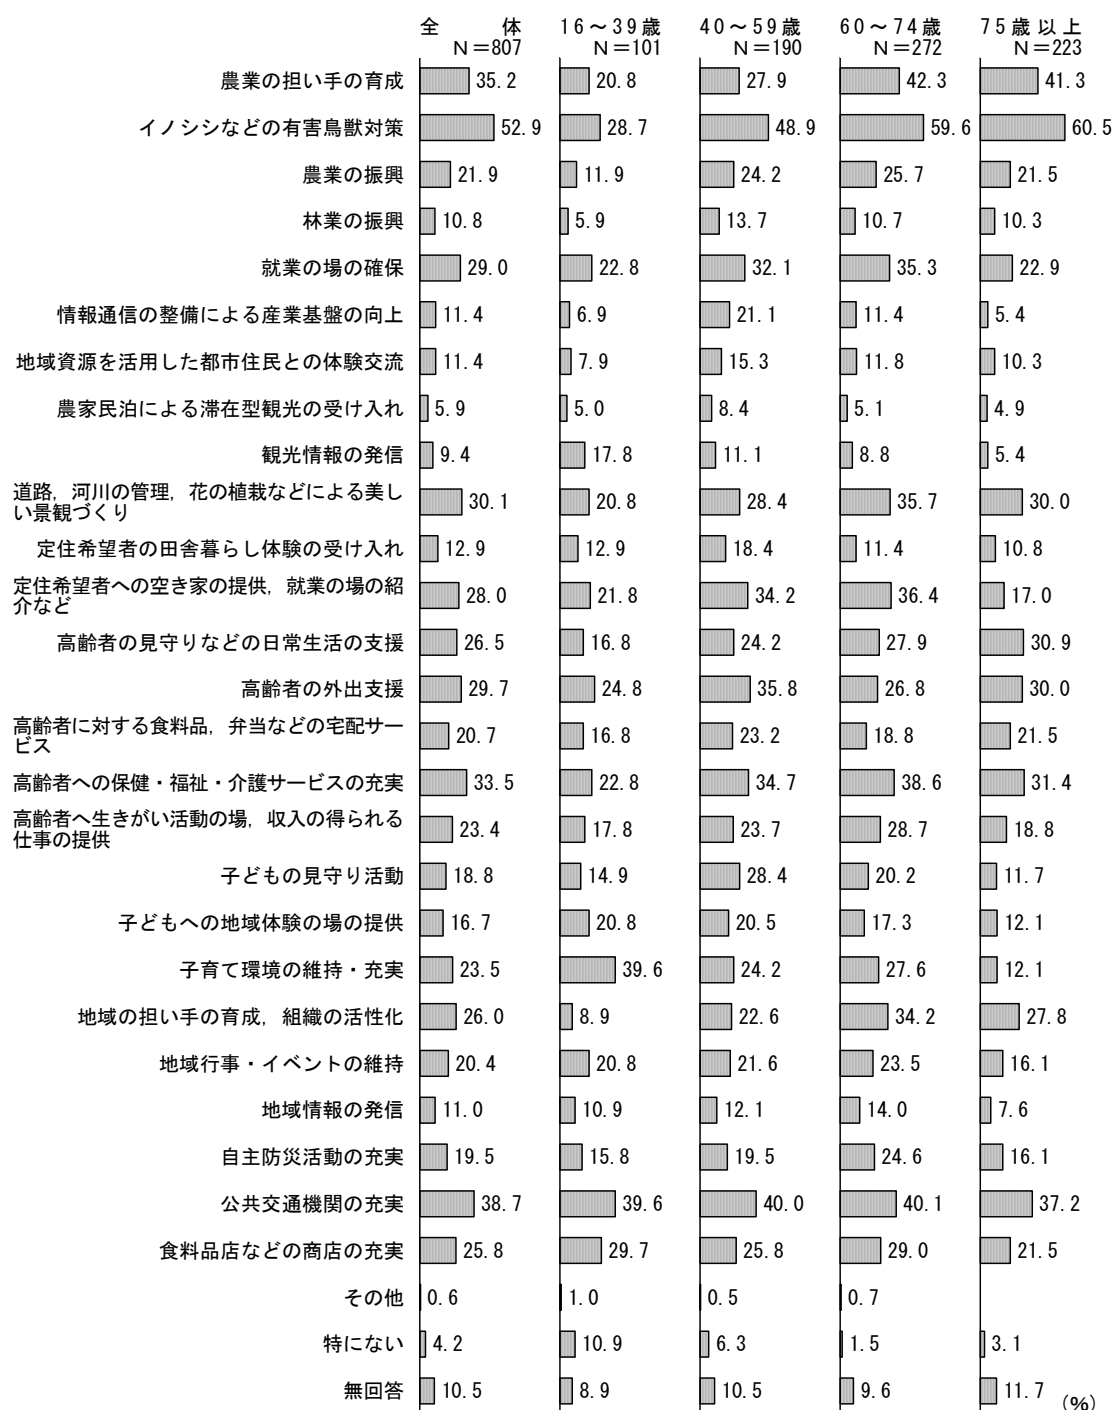 全体 16～39歳 40～59歳 60～74歳 75歳以上
N＝807 N＝101 N＝190 N＝272 N＝223
農業の担い手の育成 35.2 20.8 27.9 42.3 41.3
イノシシなどの有害鳥獣対策 52.9 28.7 48.9 59.6 60.5
農業の振興 21.9 11.9 24.2 25.7 21.5
林業の振興 10.8 5.9 13.7 10.7 10.3
就業の場の確保 29.0 22.8 32.1 35.3 22.9
情報通信の整備による産業基盤の向上 11.4 6.9 21.1 11.4 5.4
地域資源を活用した都市住民との体験交流 11.4 7.9 15.3 11.8 10.3
農家民泊による滞在型観光の受け入れ 5.9 5.0 8.4 5.1 4.9
観光情報の発信 9.4 17.8 11.1 8.8 5.4
道路，河川の管理，花の植栽などによる美し
い景観づくり 30.1 20.8 28.4 35.7 30.0
定住希望者の田舎暮らし体験の受け入れ 12.9 12.9 18.4 11.4 10.8
定住希望者への空き家の提供，就業の場の紹
介など 28.0 21.8 34.2 36.4 17.0
高齢者の見守りなどの日常生活の支援 26.5 16.8 24.2 27.9 30.9
高齢者の外出支援 29.7 24.8 35.8 26.8 30.0
高齢者に対する食料品，弁当などの宅配サー
ビス 20.7 16.8 23.2 18.8 21.5
高齢者への保健・福祉・介護サービスの充実 33.5 22.8 34.7 38.6 31.4
高齢者へ生きがい活動の場，収入の得られる
仕事の提供 23.4 17.8 23.7 28.7 18.8
子どもの見守り活動 18.8 14.9 28.4 20.2 11.7
子どもへの地域体験の場の提供 16.7 20.8 20.5 17.3 12.1
子育て環境の維持・充実 23.5 39.6 24.2 27.6 12.1
地域の担い手の育成，組織の活性化 26.0 8.9 22.6 34.2 27.8
地域行事・イベントの維持 20.4 20.8 21.6 23.5 16.1
地域情報の発信 11.0 10.9 12.1 14.0 7.6
自主防災活動の充実 19.5 15.8 19.5 24.6 16.1
公共交通機関の充実 38.7 39.6 40.0 40.1 37.2
食料品店などの商店の充実 25.8 29.7 25.8 29.0 21.5
その他 0.6 1.0 0.5 0.7
特にない 4.2 10.9 6.3 1.5 3.1
無回答 10.5 8.9 10.5 9.6 11.7
(%)